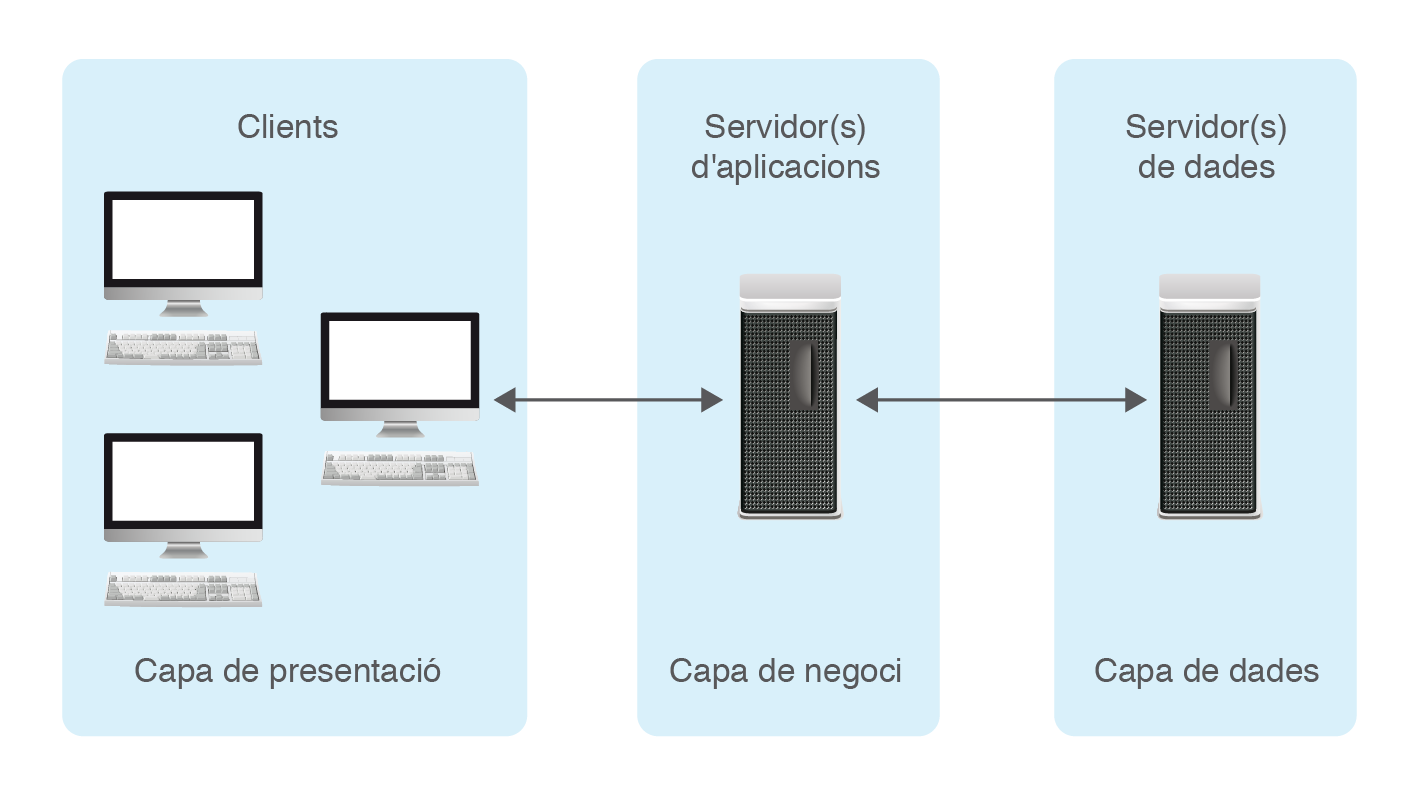 Clients
Servidor(s)
d'aplicacions
Servidor(s)
de dades
Capa de presentació
Capa de negoci
Capa de dades